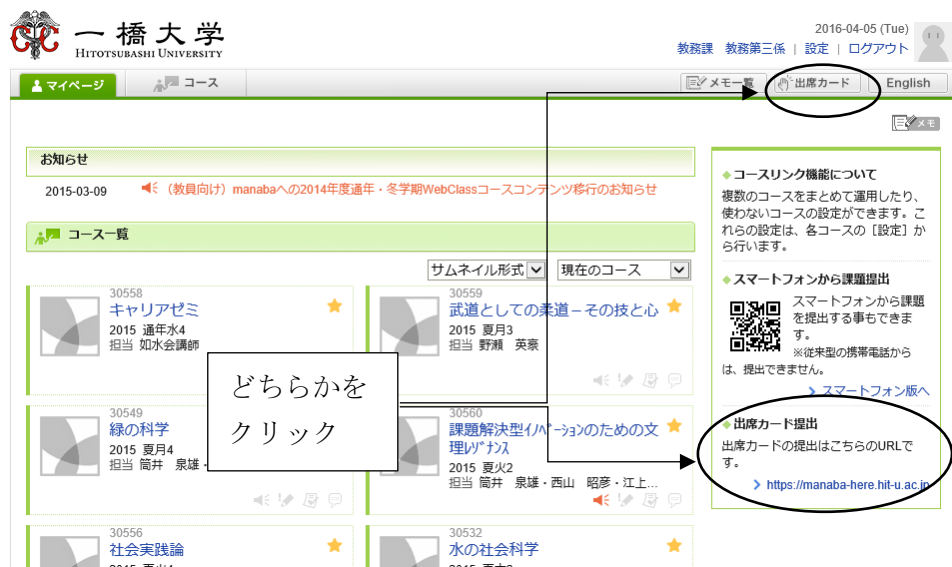 一橋大学
HITOTSUBASHI UNIVERSITY
2016-04-05 (Tue)
教務課 教務第三係 | 設定 | ログアウト
マイページ
コース
メモ一覧
出席カード
English
メモ
お知らせ
2015-03-09 (教員向け) manabaへの2014年度通年・冬学期WebClassコースコンテンツ移行のお知らせ
コース一覧
サムネイル形式
現在のコース
30558
キャリアゼミ
2015 通年水4
担当 如水会講師
30559
武道としての柔道－その技と心
2015 夏月3
担当 野瀬 英豪
どちらかを
クリック
30549
緑の科学
2015 夏月4
担当 筒井 泉雄・
30560
課題解決型ｲﾉﾍﾞｰｼｮﾝのための文
理ﾚｼﾞﾅﾝｽ
2015 夏火2
担当 筒井 泉雄・西山 昭彦・江上...
30556
社会実践論
30532
水の社会科学
コースリンク機能について
複数のコースをまとめて運用したり、
使わないコースの設定ができます。こ
れらの設定は、各コースの［設定］か
ら行います。
スマートフォンから課題提出
スマートフォンから課題
を提出する事もできま
す。
※従来型の携帯電話から
は、提出できません。
スマートフォン版へ
出席カード提出
出席カードの提出はこちらのURLで
す。
https://manaba-here.hit-u.ac.jp